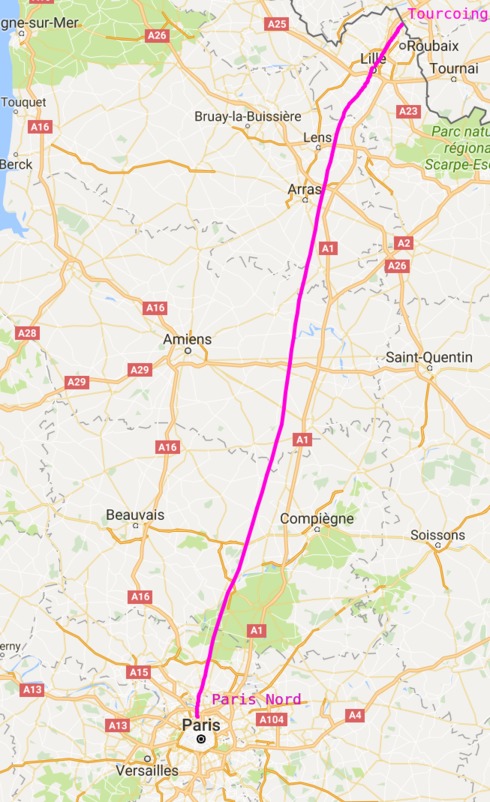 Tourcoing
gne-sur-Mer
A25
A26
Roubaix
Lille
Tournai
Touquet
A16
Bruay-la-Buissière
A23
Lens
Parc natu
régiona
Scarpe-Esc
Berck
Arras
A1
A2
A26
A16
A28
Amiens
Saint-Quentin
A29
A29
A1
A16
Beauvais
Compiègne
Soissons
A16
A1
erny
A15
A13
Paris Nord
A13
Paris
A104
A4
Versailles